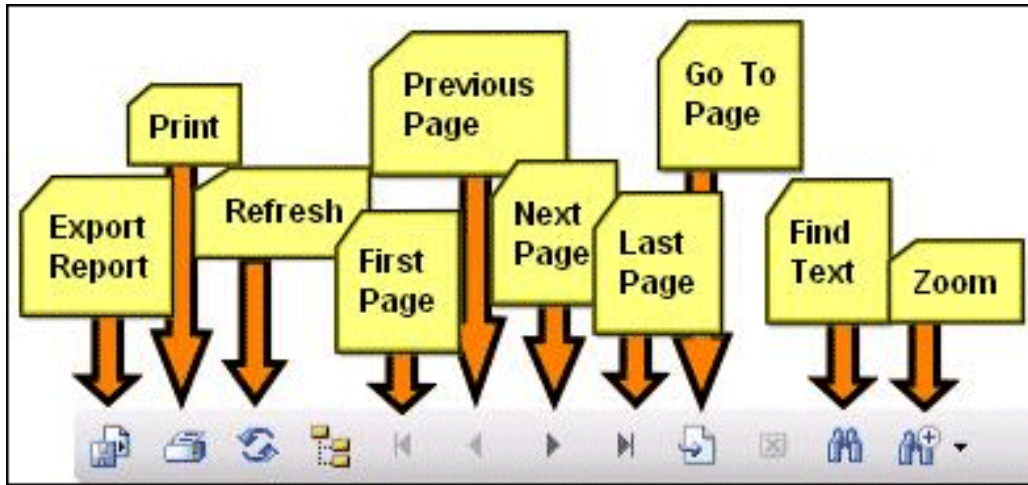 Export
Report
Print
Refresh
First
Page
Previous
Page
Next
Page
Last
Page
Go To
Page
Find
Text
Zoom